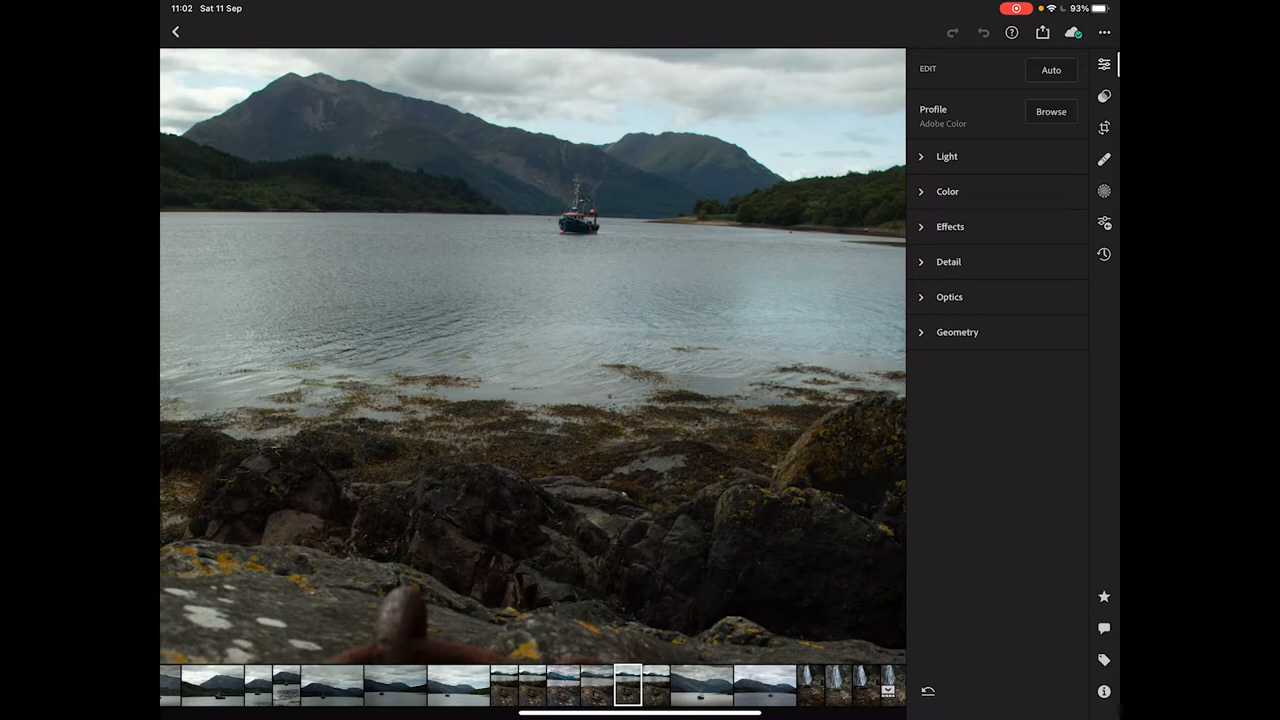 11:02 Sat 11 Sep
93%
EDIT
Auto
Profile
Adobe Color
Browse
Light
Color
Effects
Detail
Optics
Geometry